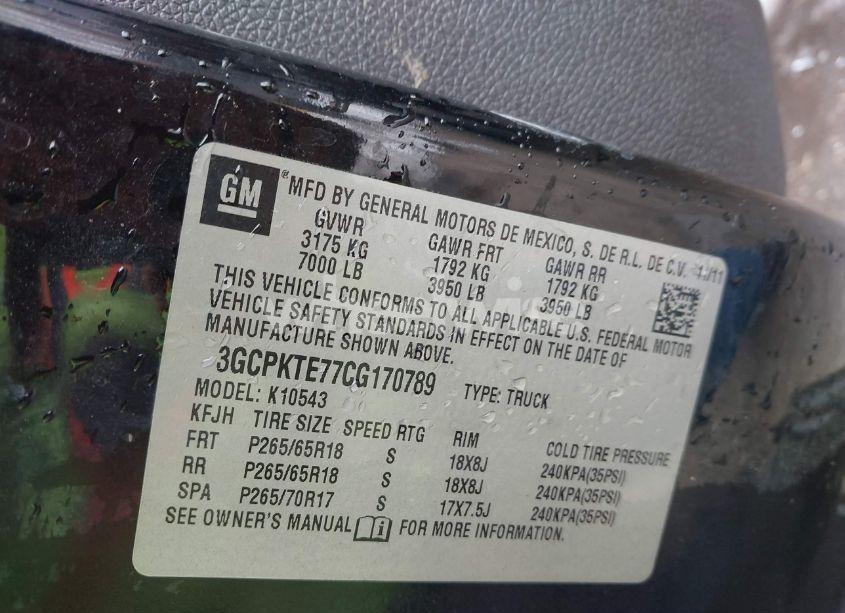 GM
® MFD BY GENERAL MOTORS DE MEXICO, S. DE R.L. DE C.V.
GVWR GAWR FRT GAWR RR
3175 KG 1792 KG 1792 KG
7000 LB 3950 LB 3950 LB
THIS VEHICLE CONFORMS TO ALL APPLICABLE U.S. FEDERAL MOTOR
VEHICLE SAFETY STANDARDS IN EFFECT ON THE DATE OF
MANUFACTURE SHOWN ABOVE.
3GCPKTE77CG170789
MODEL: K10543 TYPE: TRUCK
KFJH TIRE SIZE SPEED RTG RIM COLD TIRE PRESSURE
FRT P265/65R18 S 18X8J 240KPA(35PSI)
RR P265/65R18 S 18X8J 240KPA(35PSI)
SPA P265/70R17 S 17X7.5J 240KPA(35PSI)
SEE OWNER'S MANUAL i FOR MORE INFORMATION.